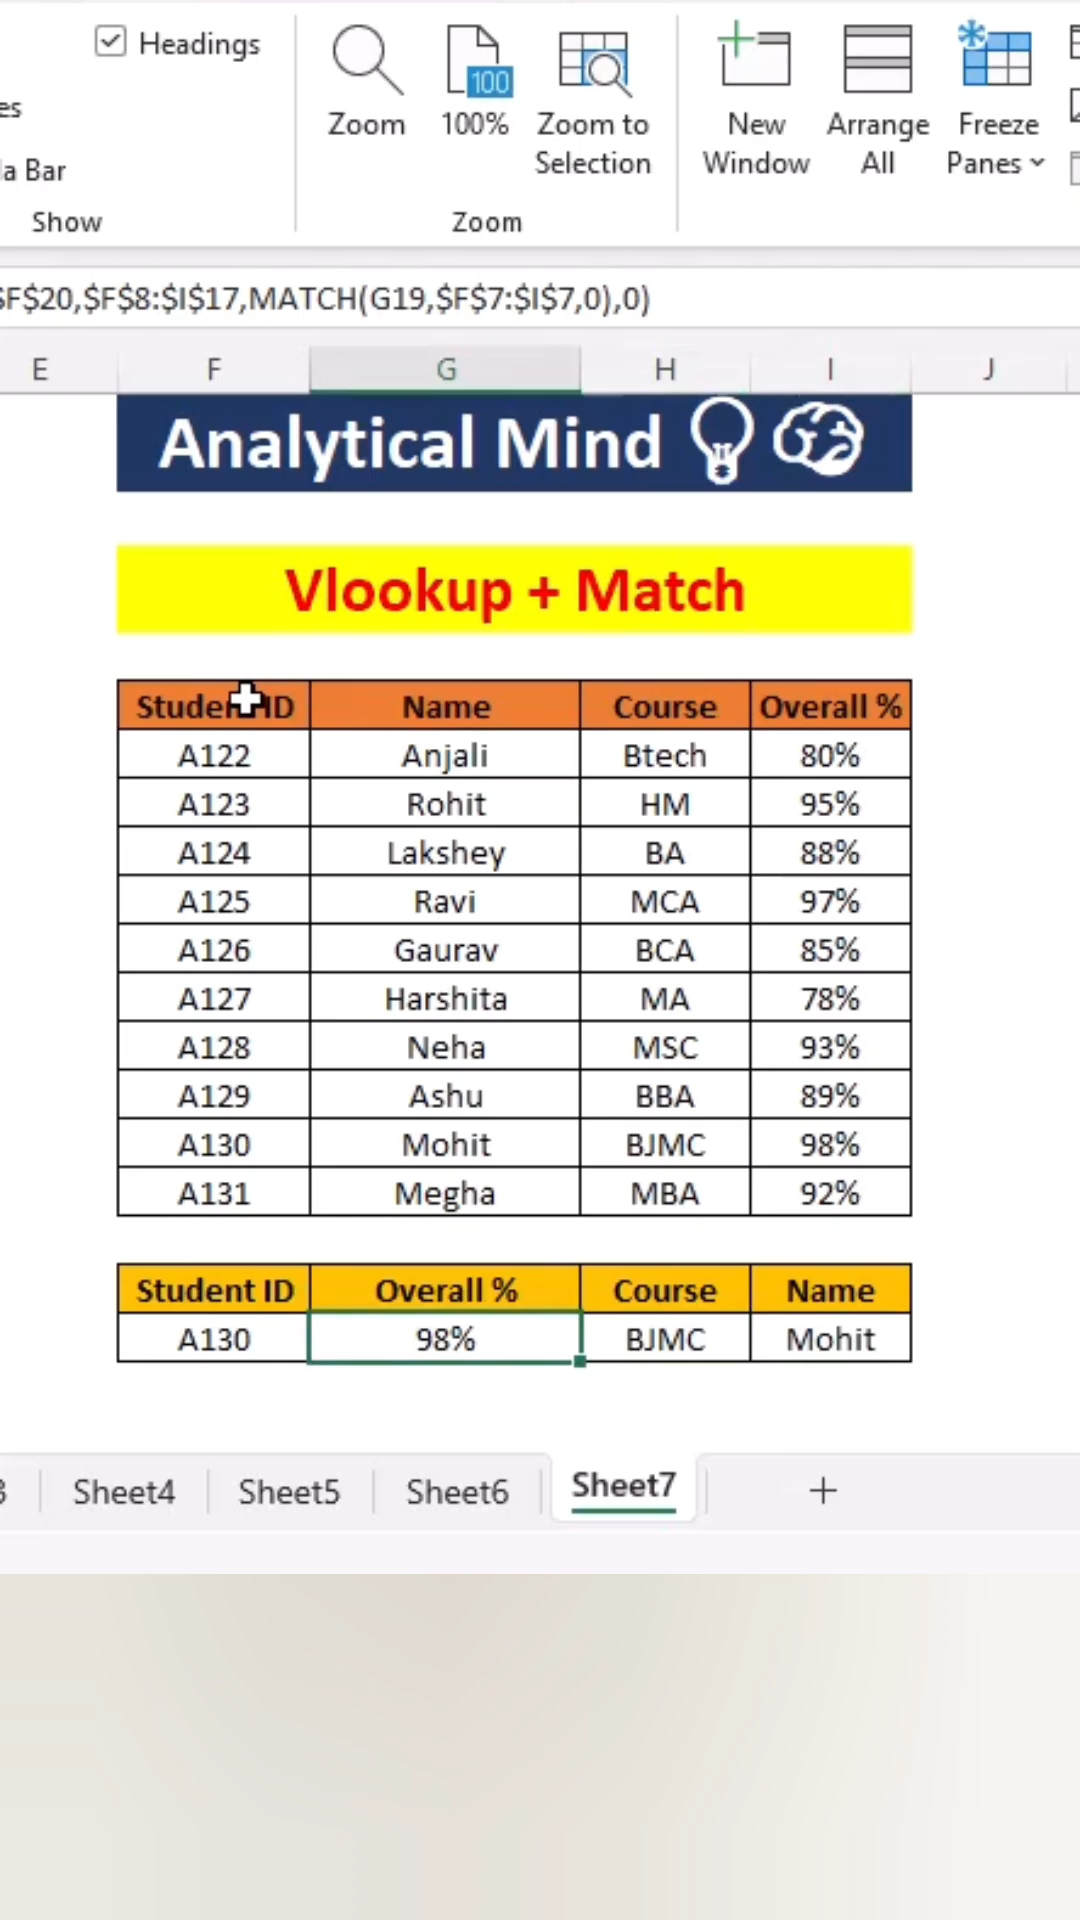 Headings
es
la Bar
Show
Zoom
100
100%
Zoom to
Selection
Zoom
New
Window
Arrange
All
Freeze
Panes
$F$20,$F$8:$I$17,MATCH(G19,$F$7:$I$7,0),0)
E F G H I J
Analytical Mind
Vlookup + Match
Student ID Name Course Overall %
A122 Anjali Btech 80%
A123 Rohit HM 95%
A124 Lakshey BA 88%
A125 Ravi MCA 97%
A126 Gaurav BCA 85%
A127 Harshita MA 78%
A128 Neha MSC 93%
A129 Ashu BBA 89%
A130 Mohit BJMC 98%
A131 Megha MBA 92%
Student ID Overall % Course Name
A130 98% BJMC Mohit
3 Sheet4 Sheet5 Sheet6 Sheet7 +